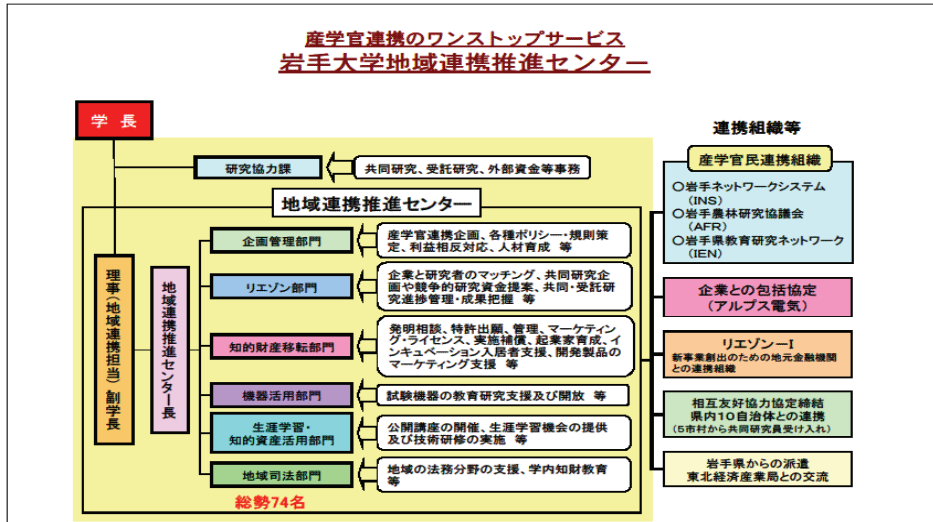 産学官連携のワンストップサービス
岩手大学地域連携推進センター
学 長
研究協力課
共同研究、受託研究、外部資金等事務
地域連携推進センター
理事(地域連携担当)副学長
地域連携推進センター長
企画管理部門
産学官連携企画、各種ポリシー・規則策
定、利益相反対応、人材育成 等
リエゾン部門
企業と研究者のマッチング、共同研究企
画や競争的研究資金提案、共同・受託研
究進捗管理・成果把握 等
知的財産移転部門
発明相談、特許出願、管理、マーケティン
グ・ライセンス、実施補償、起業家育成、イ
ンキュベーション入居者支援、開発製品の
マーケティング支援 等
機器活用部門
試験機器の教育研究支援及び開放 等
生涯学習・
知的資産活用部門
公開講座の開催、生涯学習機会の提供
及び技術研修の実施 等
地域司法部門
地域の法務分野の支援、学内知財教育
等
総勢74名
連携組織等
産学官民連携組織
〇岩手ネットワークシステム
(INS)
〇岩手農林研究協議会
(AFR)
〇岩手県教育研究ネットワーク
(IEN)
企業との包括協定
(アルプス電気)
リエゾンーI
新事業創出のための地元金融機関
との連携組織
相互友好協力協定締結
県内10自治体との連携
(5市村から共同研究員受け入れ)
岩手県からの派遣
東北経済産業局との交流